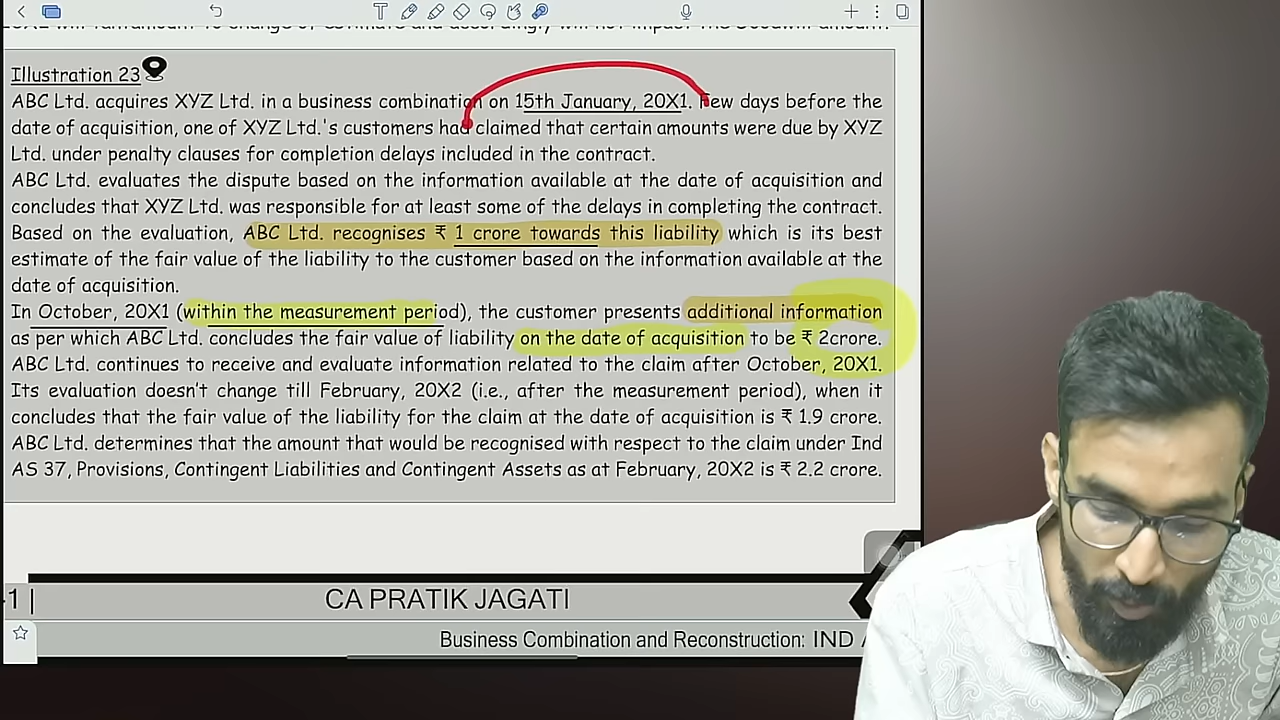 Illustration 23
ABC Ltd. acquires XYZ Ltd. in a business combination on 15th January, 20X1. Few days before the
date of acquisition, one of XYZ Ltd.'s customers had claimed that certain amounts were due by XYZ
Ltd. under penalty clauses for completion delays included in the contract.
ABC Ltd. evaluates the dispute based on the information available at the date of acquisition and
concludes that XYZ Ltd. was responsible for at least some of the delays in completing the contract.
Based on the evaluation, ABC Ltd. recognises ₹ 1 crore towards this liability which is its best
estimate of the fair value of the liability to the customer based on the information available at the
date of acquisition.
In October, 20X1 (within the measurement period), the customer presents additional information
as per which ABC Ltd. concludes the fair value of liability on the date of acquisition to be ₹ 2crore.
ABC Ltd. continues to receive and evaluate information related to the claim after October, 20X1.
Its evaluation doesn't change till February, 20X2 (i.e., after the measurement period), when it
concludes that the fair value of the liability for the claim at the date of acquisition is ₹ 1.9 crore.
ABC Ltd. determines that the amount that would be recognised with respect to the claim under Ind
AS 37, Provisions, Contingent Liabilities and Contingent Assets as at February, 20X2 is ₹ 2.2 crore.
1 |
CA PRATIK JAGATI
Business Combination and Reconstruction: IND